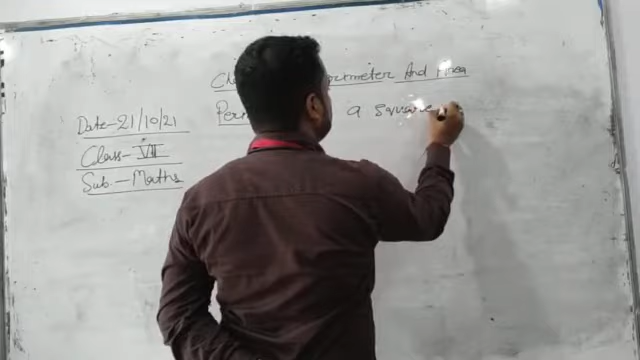 Perimeter And Area
a square
Date-21/10/21
Class-VII
Sub.-Maths